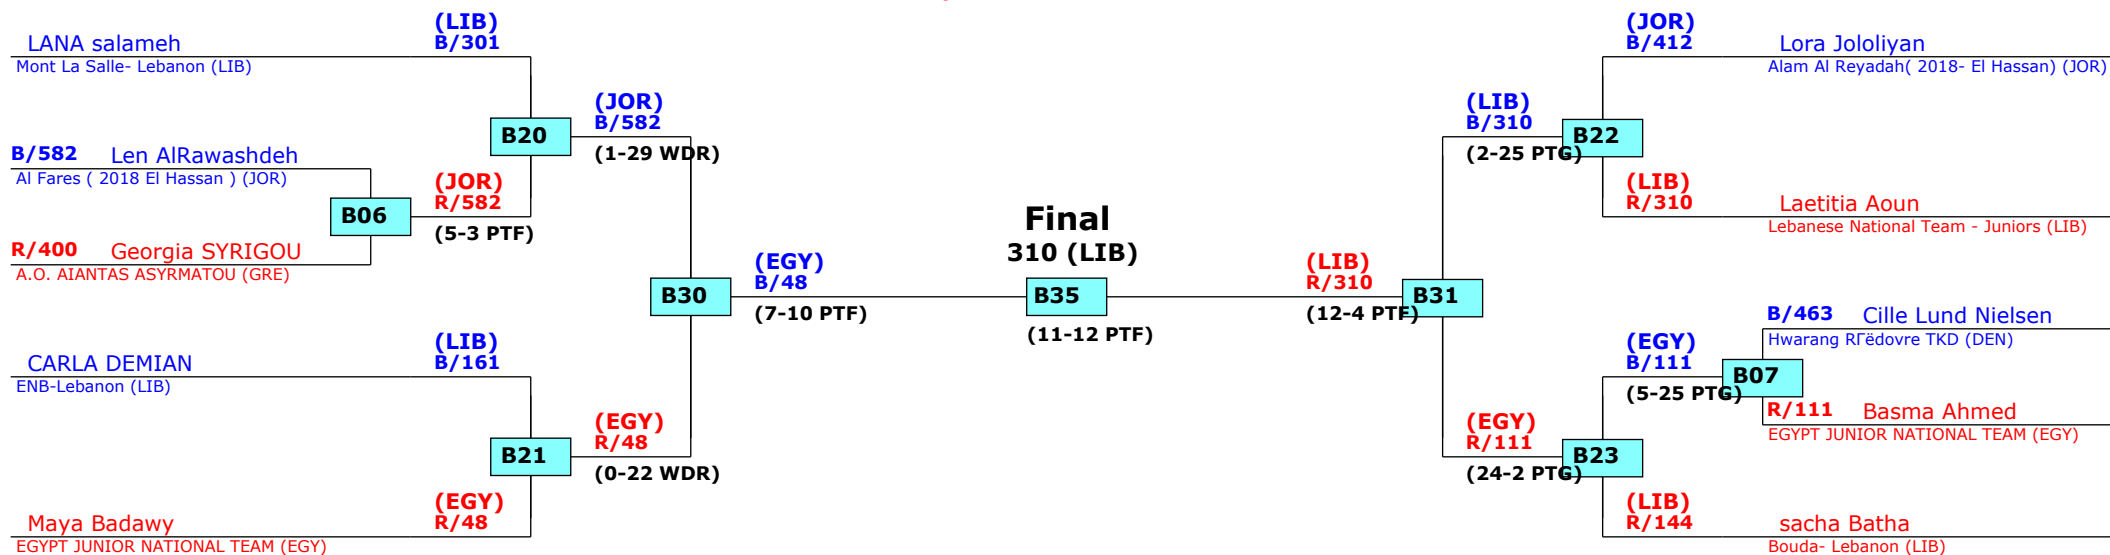 (LIB)
B/301
LANA salameh
Mont La Salle- Lebanon (LIB)
B20
(JOR)
B/582
(1-29 WDR)
B/582 Len AlRawashdeh
Al Fares ( 2018 El Hassan ) (JOR)
B06
(JOR)
R/582
(5-3 PTF)
R/400 Georgia SYRIGOU
A.O. AIANTAS ASYRMATOU (GRE)
B30
(EGY)
B/48
(7-10 PTF)
(LIB)
B/161
CARLA DEMIAN
ENB-Lebanon (LIB)
B21
(EGY)
R/48
(0-22 WDR)
(EGY)
R/48
Maya Badawy
EGYPT JUNIOR NATIONAL TEAM (EGY)
Final
310 (LIB)
B35
(11-12 PTF)
(JOR)
B/412
Lora Jololiyan
Alam Al Reyadah( 2018- El Hassan) (JOR)
(LIB)
B/310
B22
(2-25 PTG)
(LIB)
R/310
Laetitia Aoun
Lebanese National Team - Juniors (LIB)
(LIB)
R/310
B31
(12-4 PTF)
B/463 Cille Lund Nielsen
Hwarang RГëdovre TKD (DEN)
(EGY)
B/111
B07
(5-25 PTG)
R/111 Basma Ahmed
EGYPT JUNIOR NATIONAL TEAM (EGY)
(EGY)
R/111
B23
(24-2 PTG)
(LIB)
R/144
sacha Batha
Bouda- Lebanon (LIB)